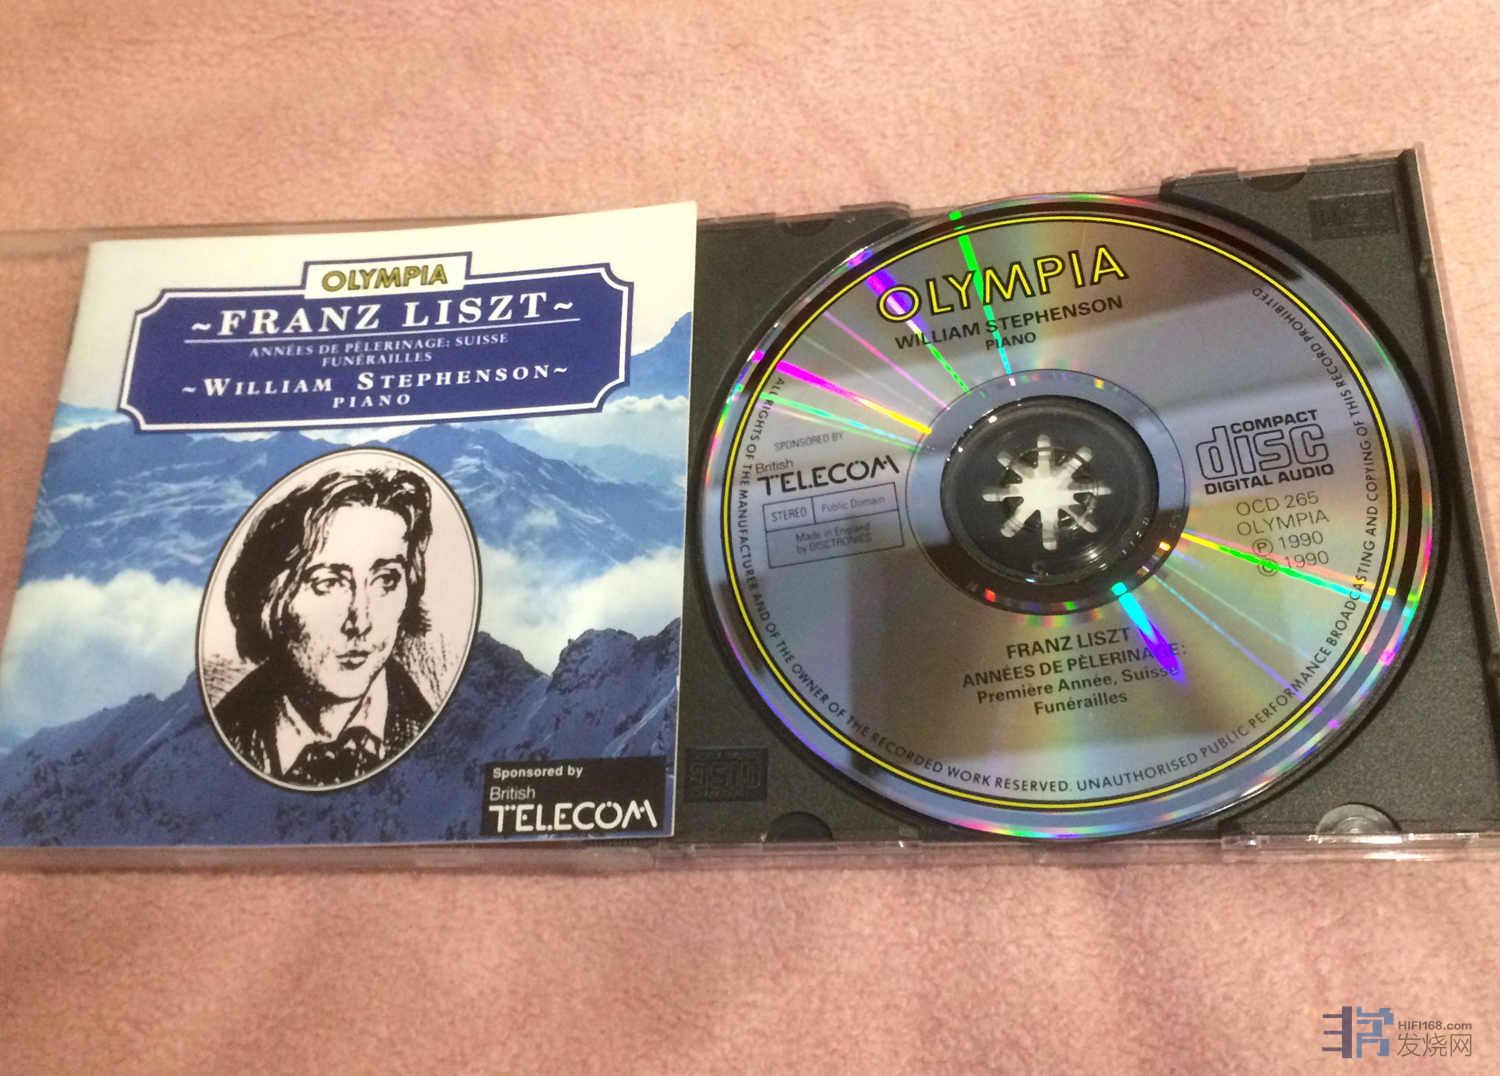 OLYMPIA
~FRANZ LISZT~
ANNÉES DE PÈLERINAGE: SUISSE
FUNÉRAILLES
~WILLIAM STEPHENSON~
PIANO
Sponsored by
British
TELECOM
OLYMPIA
WILLIAM STEPHENSON
PIANO
SPONSORED BY
British
TELECOM
STEREO Public Domain
Made in England
by DISCTRONICS
COMPACT
disc
DIGITAL AUDIO
OCD 265
OLYMPIA
Ⓟ 1990
© 1990
FRANZ LISZT
ANNÉES DE PÈLERINAGE:
Première Année, Suisse
Funérailles
ALL RIGHTS OF THE MANUFACTURER AND OF THE OWNER OF THE RECORDED WORK RESERVED. UNAUTHORISED PUBLIC PERFORMANCE BROADCASTING AND COPYING OF THIS RECORD PROHIBITED
HIFI168.com
发烧网